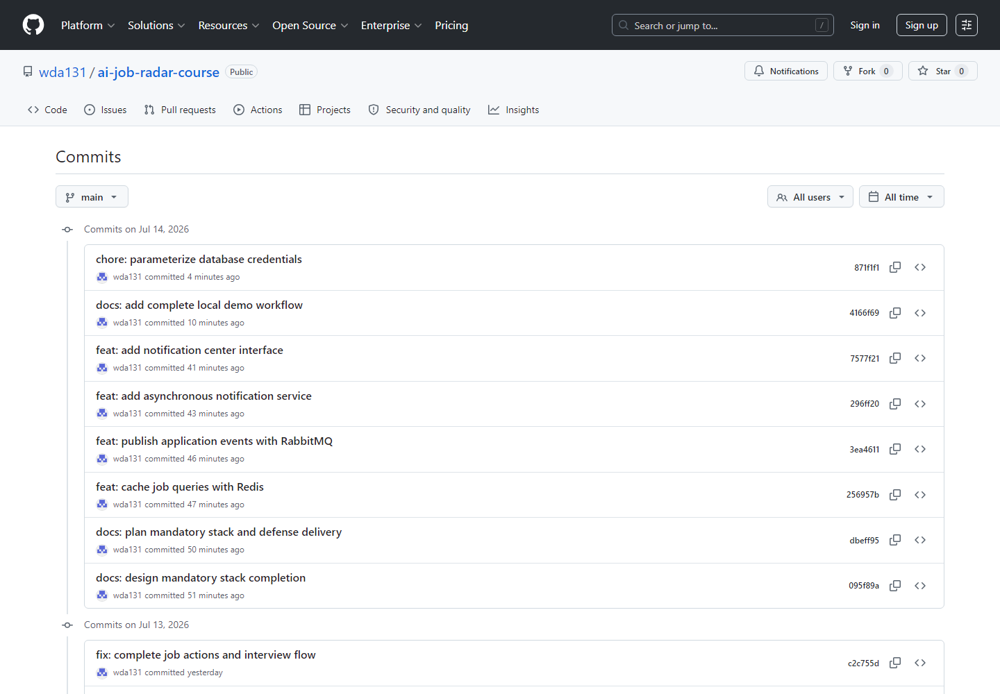 Platform Solutions Resources Open Source Enterprise Pricing Search or jump to... / Sign in Sign up
wda131 / ai-job-radar-course Public Notifications Fork 0 Star 0
Code Issues Pull requests Actions Projects Security and quality Insights
Commits
main All users All time
Commits on Jul 14, 2026
chore: parameterize database credentials
wda131 committed 4 minutes ago
871f1f1
docs: add complete local demo workflow
wda131 committed 10 minutes ago
4166f69
feat: add notification center interface
wda131 committed 41 minutes ago
7577f21
feat: add asynchronous notification service
wda131 committed 43 minutes ago
296ff20
feat: publish application events with RabbitMQ
wda131 committed 46 minutes ago
3ea4611
feat: cache job queries with Redis
wda131 committed 47 minutes ago
256957b
docs: plan mandatory stack and defense delivery
wda131 committed 50 minutes ago
dbeff95
docs: design mandatory stack completion
wda131 committed 51 minutes ago
095f89a
Commits on Jul 13, 2026
fix: complete job actions and interview flow
wda131 committed yesterday
c2c755d